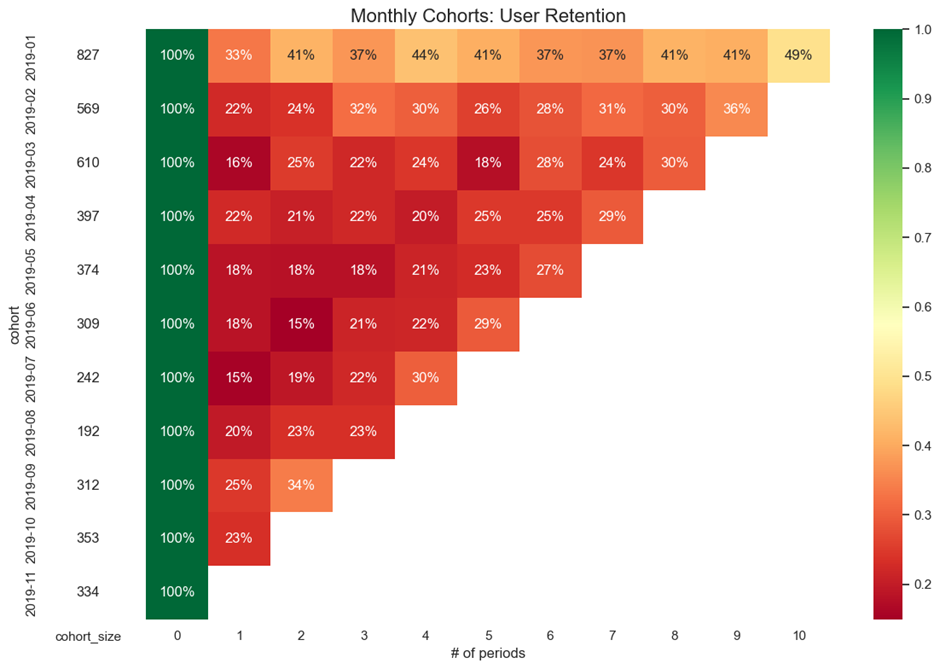 Monthly Cohorts: User Retention
2019-01 827 100% 33% 41% 37% 44% 41% 37% 37% 41% 41% 49%
2019-02 569 100% 22% 24% 32% 30% 26% 28% 31% 30% 36%
2019-03 610 100% 16% 25% 22% 24% 18% 28% 24% 30%
2019-04 397 100% 22% 21% 22% 20% 25% 25% 29%
2019-05 374 100% 18% 18% 18% 21% 23% 27%
cohort
2019-06 309 100% 18% 15% 21% 22% 29%
2019-07 242 100% 15% 19% 22% 30%
2019-08 192 100% 20% 23% 23%
2019-09 312 100% 25% 34%
2019-10 353 100% 23%
2019-11 334 100%
cohort_size 0 1 2 3 4 5 6 7 8 9 10
# of periods
1.0
0.9
0.8
0.7
0.6
0.5
0.4
0.3
0.2